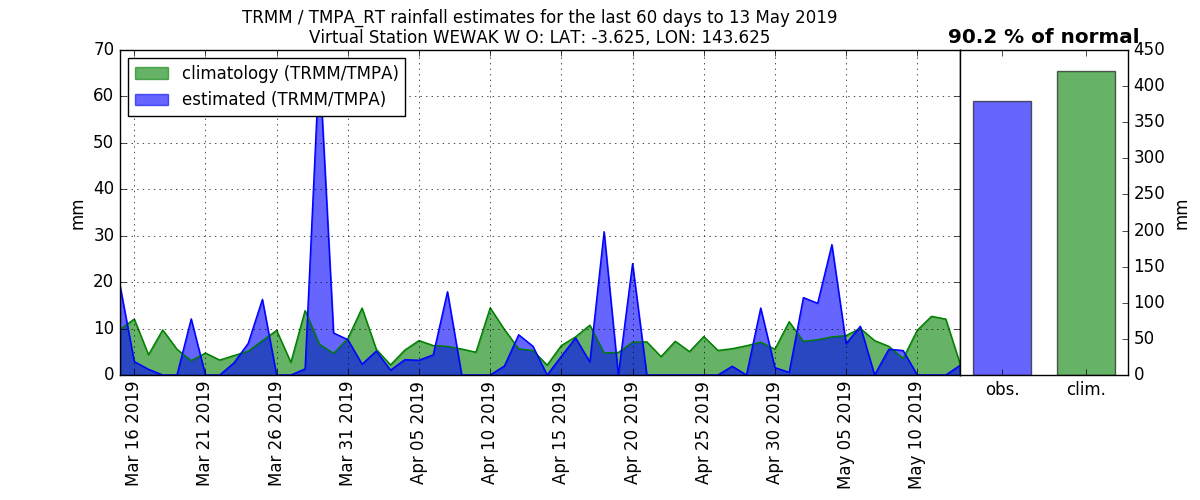 TRMM / TMPA_RT rainfall estimates for the last 60 days to 13 May 2019
Virtual Station WEWAK W O: LAT: -3.625, LON: 143.625
90.2 % of normal
climatology (TRMM/TMPA)
estimated (TRMM/TMPA)
70
60
50
40
30
20
10
0
mm
Mar 16 2019
Mar 21 2019
Mar 26 2019
Mar 31 2019
Apr 05 2019
Apr 10 2019
Apr 15 2019
Apr 20 2019
Apr 25 2019
Apr 30 2019
May 05 2019
May 10 2019
450
400
350
300
250
200
150
100
50
0
mm
obs.
clim.